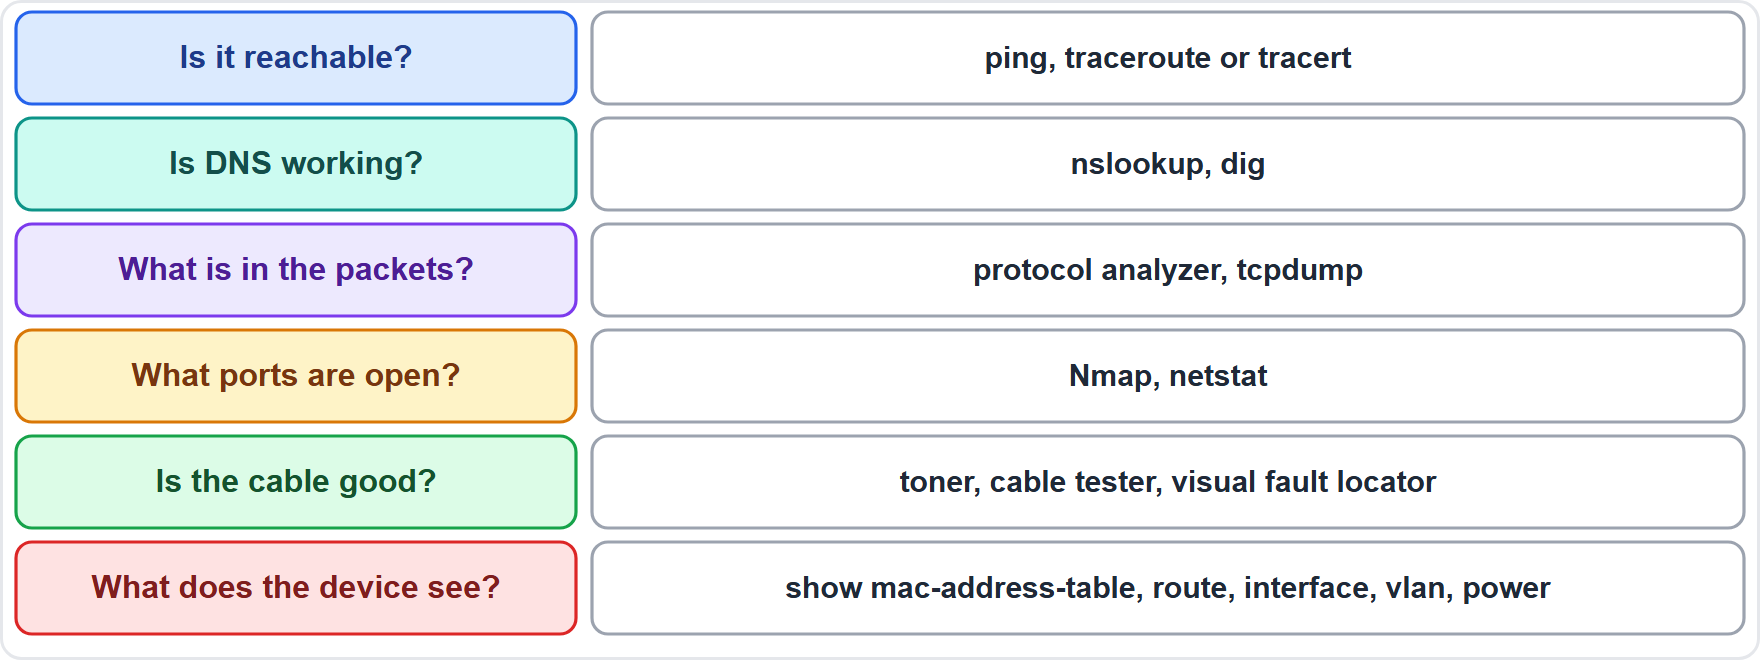 Is it reachable?
ping, traceroute or tracert
Is DNS working?
nslookup, dig
What is in the packets?
protocol analyzer, tcpdump
What ports are open?
Nmap, netstat
Is the cable good?
toner, cable tester, visual fault locator
What does the device see?
show mac-address-table, route, interface, vlan, power